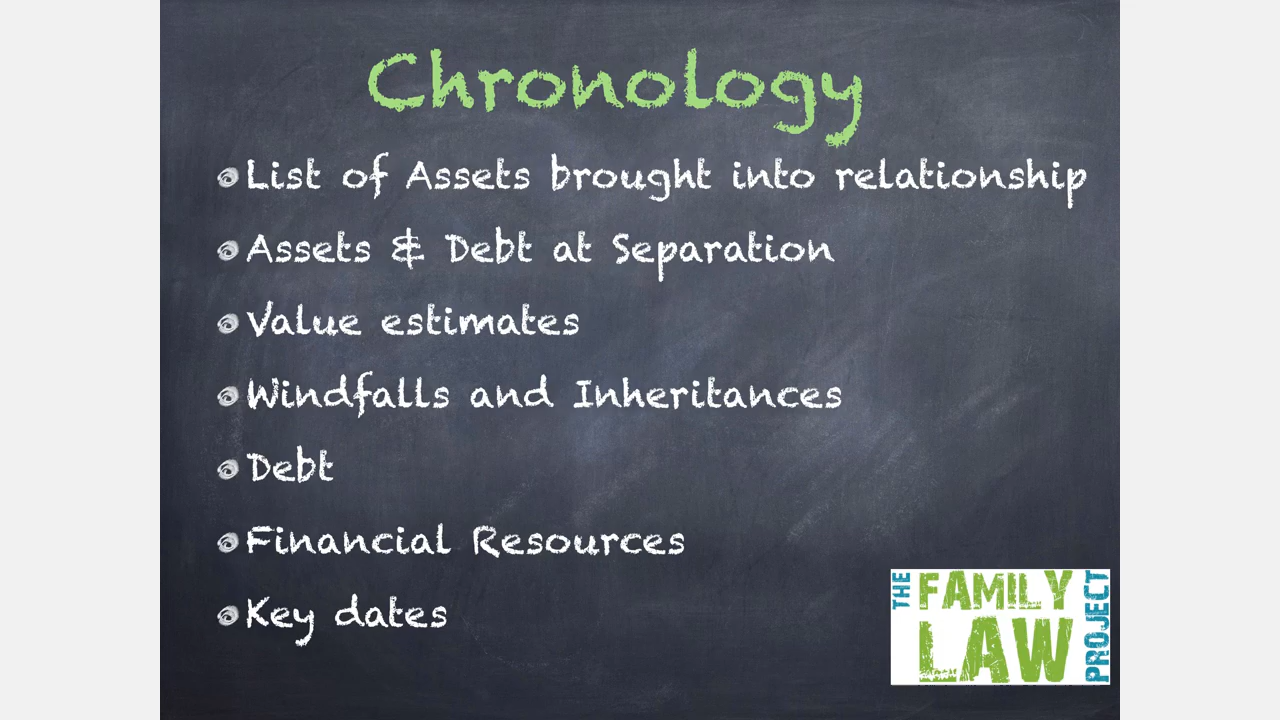 Chronology
List of Assets brought into relationship
Assets & Debt at Separation
Value estimates
Windfalls and Inheritances
Debt
Financial Resources
Key dates
THE FAMILY LAW PROJECT